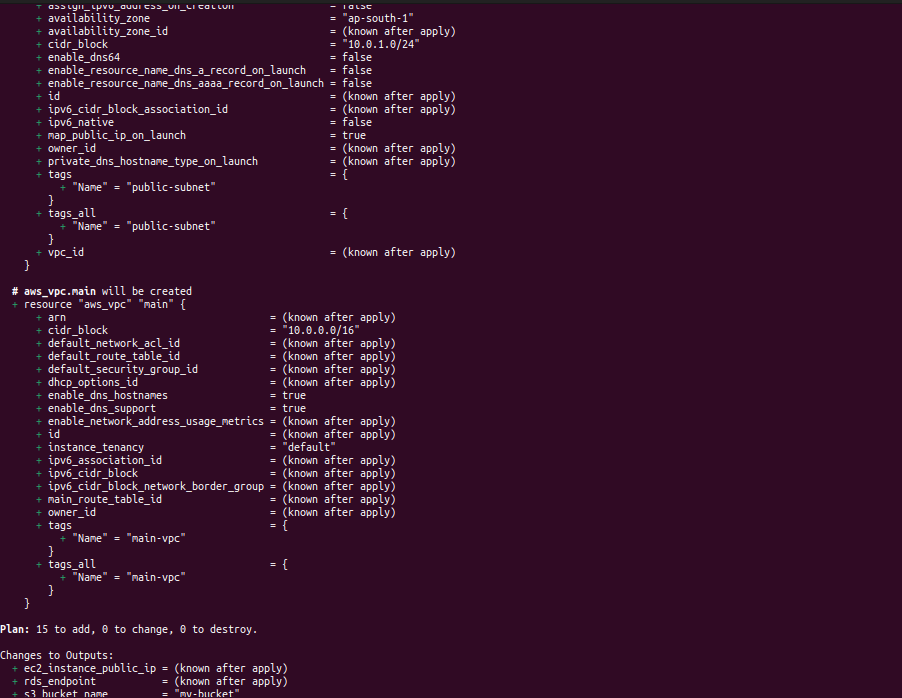 + assign_ipv6_address_on_creation = false
+ availability_zone = "ap-south-1"
+ availability_zone_id = (known after apply)
+ cidr_block = "10.0.1.0/24"
+ enable_dns64 = false
+ enable_resource_name_dns_a_record_on_launch = false
+ enable_resource_name_dns_aaaa_record_on_launch = false
+ id = (known after apply)
+ ipv6_cidr_block_association_id = (known after apply)
+ ipv6_native = false
+ map_public_ip_on_launch = true
+ owner_id = (known after apply)
+ private_dns_hostname_type_on_launch = (known after apply)
+ tags = {
+ "Name" = "public-subnet"
}
+ tags_all = {
+ "Name" = "public-subnet"
}
+ vpc_id = (known after apply)
}
# aws_vpc.main will be created
+ resource "aws_vpc" "main" {
+ arn = (known after apply)
+ cidr_block = "10.0.0.0/16"
+ default_network_acl_id = (known after apply)
+ default_route_table_id = (known after apply)
+ default_security_group_id = (known after apply)
+ dhcp_options_id = (known after apply)
+ enable_dns_hostnames = true
+ enable_dns_support = true
+ enable_network_address_usage_metrics = (known after apply)
+ id = (known after apply)
+ instance_tenancy = "default"
+ ipv6_association_id = (known after apply)
+ ipv6_cidr_block = (known after apply)
+ ipv6_cidr_block_network_border_group = (known after apply)
+ main_route_table_id = (known after apply)
+ owner_id = (known after apply)
+ tags = {
+ "Name" = "main-vpc"
}
+ tags_all = {
+ "Name" = "main-vpc"
}
}
Plan: 15 to add, 0 to change, 0 to destroy.
Changes to Outputs:
+ ec2_instance_public_ip = (known after apply)
+ rds_endpoint = (known after apply)
+ s3_bucket_name = "my-bucket"